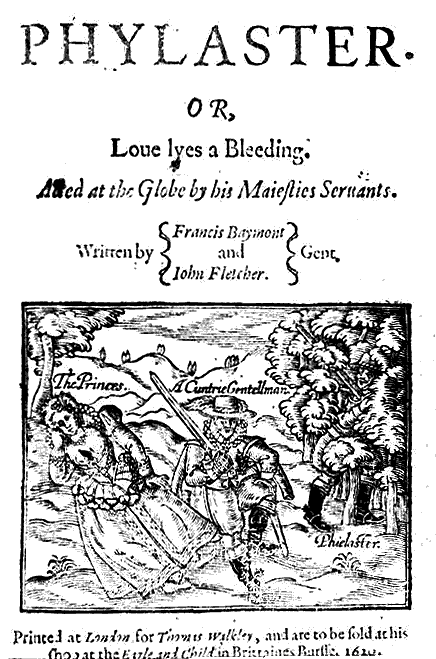 PHYLASTER.
OR,
Loue lyes a Bleeding.
Acted at the Globe by his Maiesties Seruants.
Written by { Francis Baymont and Iohn Fletcher. } Gent.
The Princes.
A Cuntrie Gentellman
Phielaster.
Printed at London for Thomas Walkley, and are to be sold at his
shop at the Eagle and Child in Brittaines Bursse. 1620.